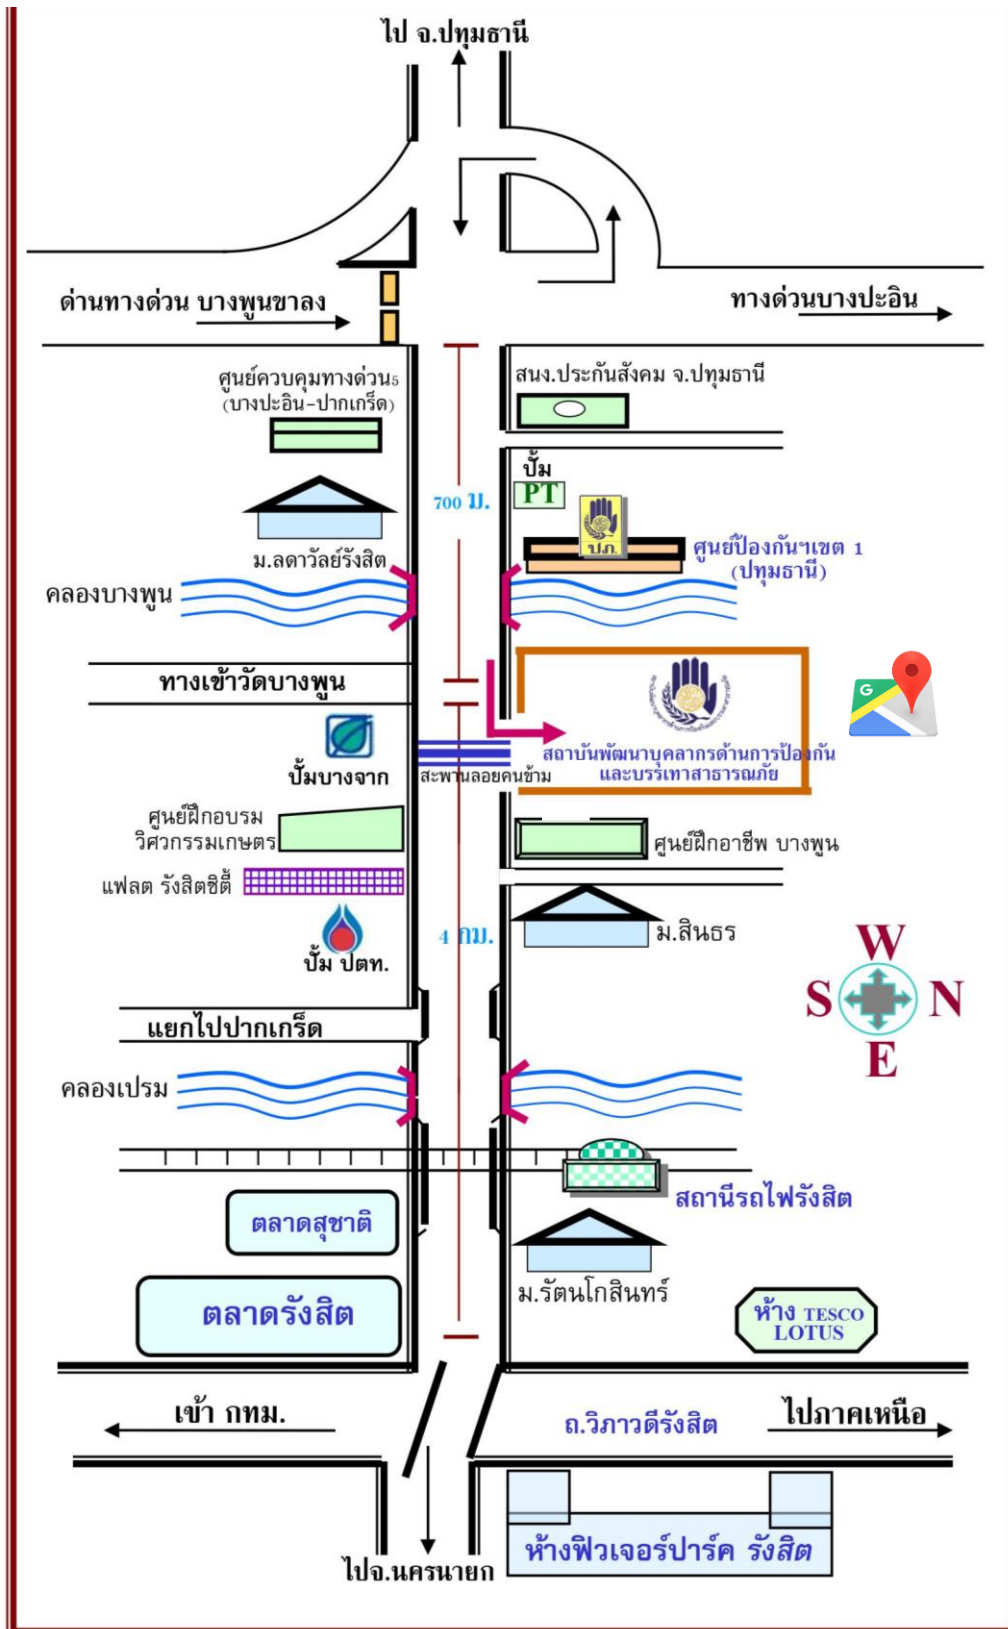 ไป จ.ปทุมธานี
ด่านทางด่วน บางพูนขาลง
ทางด่วนบางปะอิน
ศูนย์ควบคุมทางด่วน5
(บางปะอิน-ปากเกร็ด)
สนง.ประกันสังคม จ.ปทุมธานี
ปั้ม
PT
700 ม.
ปภ.
ศูนย์ป้องกันฯเขต 1
(ปทุมธานี)
ม.ลดาวัลย์รังสิต
คลองบางพูน
ทางเข้าวัดบางพูน
G
สถาบันพัฒนาบุคลากรด้านการป้องกัน
และบรรเทาสาธารณภัย
ปั้มบางจาก
สะพานลอยคนข้าม
ศูนย์ฝึกอบรม
วิศวกรรมเกษตร
ศูนย์ฝึกอาชีพ บางพูน
แฟลต รังสิตซิตี้
4 กม.
ม.สินธร
ปั้ม ปตท.
W
S
N
E
แยกไปปากเกร็ด
คลองเปรม
สถานีรถไฟรังสิต
ตลาดสุชาติ
ม.รัตนโกสินทร์
ตลาดรังสิต
ห้าง TESCO
LOTUS
เข้า กทม.
ถ.วิภาวดีรังสิต
ไปภาคเหนือ
ห้างฟิวเจอร์ปาร์ค รังสิต
ไปจ.นครนายก